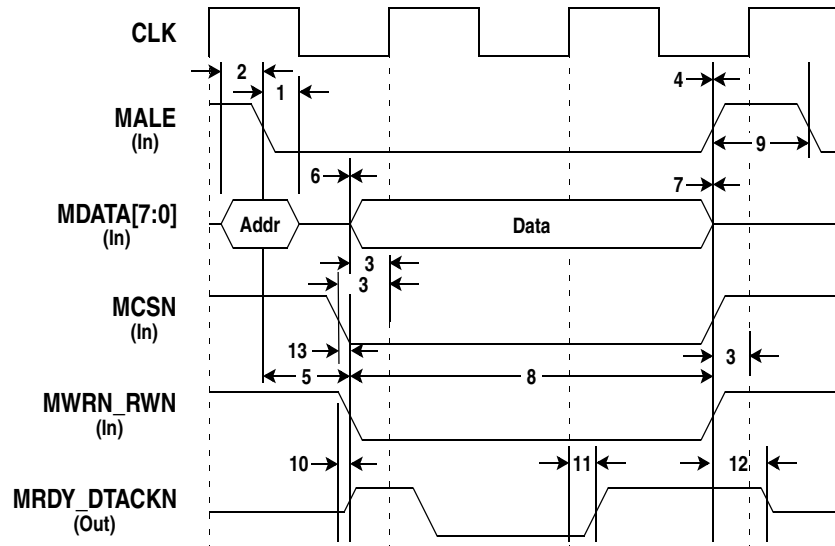 CLK
2
1
4
MALE
(In)
9
6
7
MDATA[7:0]
(In)
Addr
Data
3
3
MCSN
(In)
13
3
5
8
MWRN_RWN
(In)
10
11
12
MRDY_DTACKN
(Out)